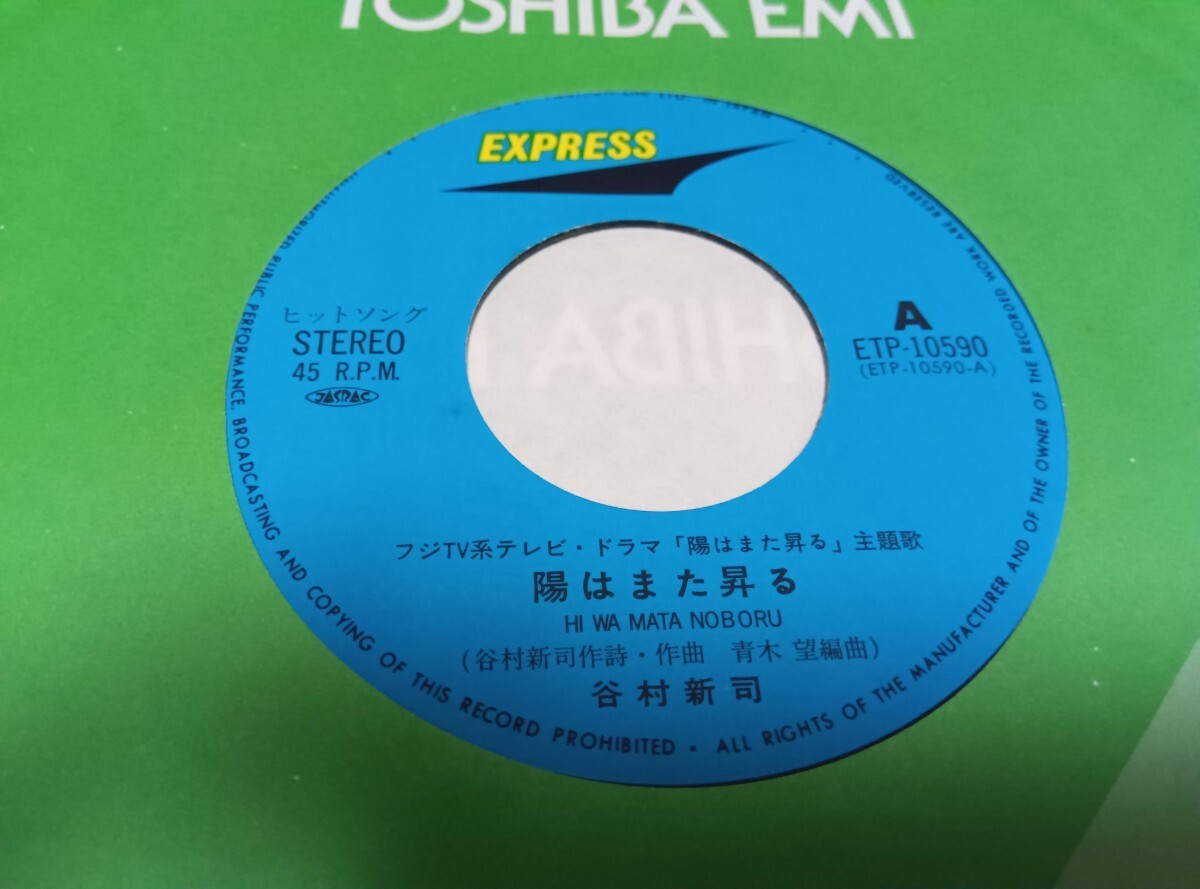 TOSHIBA EMI
EXPRESS
ヒットソング
STEREO
45 R.P.M.
JASRAC
A
ETP-10590
(ETP-10590-A)
フジTV系テレビ・ドラマ「陽はまた昇る」主題歌
陽はまた昇る
HI WA MATA NOBORU
(谷村新司作詩・作曲 青木 望編曲)
谷村新司
PUBLIC PERFORMANCE, BROADCASTING AND COPYING OF THIS RECORD PROHIBITED • ALL RIGHTS OF THE MANUFACTURER AND OF THE OWNER OF THE RECORDED WORK ARE RESERVED
HIBA